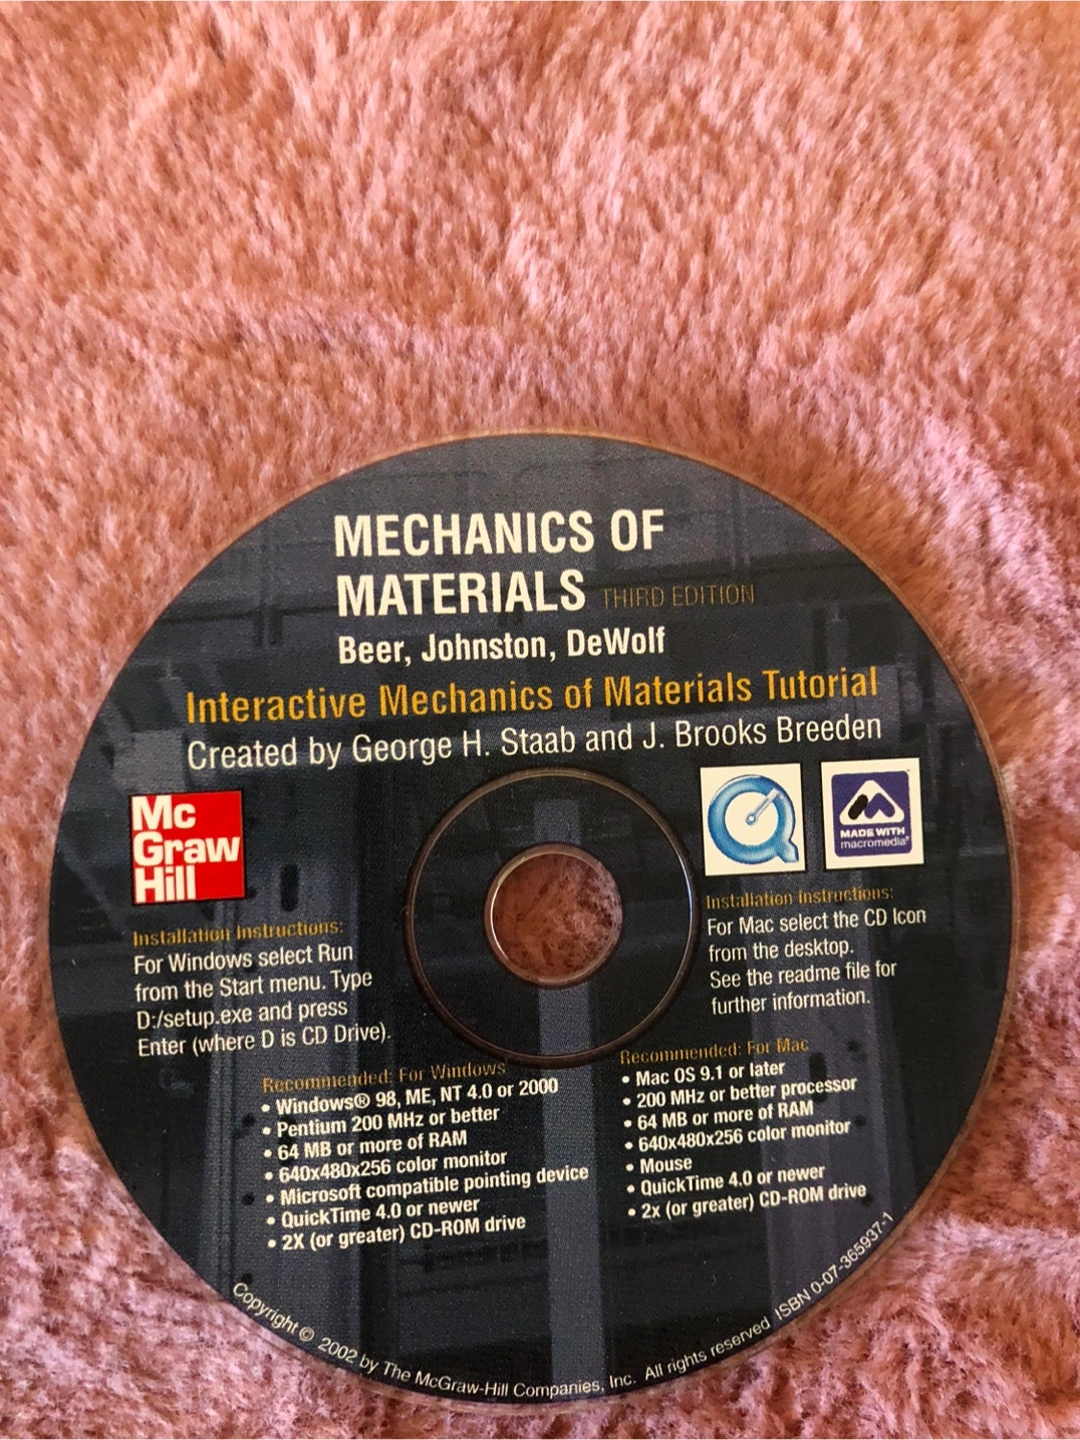 MECHANICS OF
MATERIALS THIRD EDITION
Beer, Johnston, DeWolf
Interactive Mechanics of Materials Tutorial
Created by George H. Staab and J. Brooks Breeden
Mc
Graw
Hill
MADE WITH
macromedia®
Installation Instructions:
For Windows select Run
from the Start menu. Type
D:/setup.exe and press
Enter (where D is CD Drive).
Installation Instructions:
For Mac select the CD Icon
from the desktop.
See the readme file for
further information.
Recommended: For Windows
• Windows® 98, ME, NT 4.0 or 2000
• Pentium 200 MHz or better
• 64 MB or more of RAM
• 640x480x256 color monitor
• Microsoft compatible pointing device
• QuickTime 4.0 or newer
• 2X (or greater) CD-ROM drive
Recommended: For Mac
• Mac OS 9.1 or later
• 200 MHz or better processor
• 64 MB or more of RAM
• 640x480x256 color monitor
• Mouse
• QuickTime 4.0 or newer
• 2x (or greater) CD-ROM drive
Copyright © 2002 by The McGraw-Hill Companies, Inc. All rights reserved ISBN 0-07-365937-1